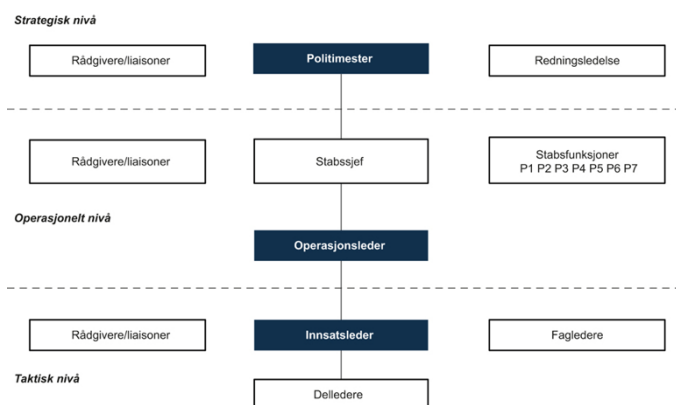 Strategisk nivå
Rådgivere/liaisoner
Politimester
Redningsledelse
Rådgivere/liaisoner
Stabssjef
Stabsfunksjoner
P1 P2 P3 P4 P5 P6 P7
Operasjonelt nivå
Operasjonsleder
Rådgivere/liaisoner
Innsatsleder
Fagledere
Taktisk nivå
Delledere